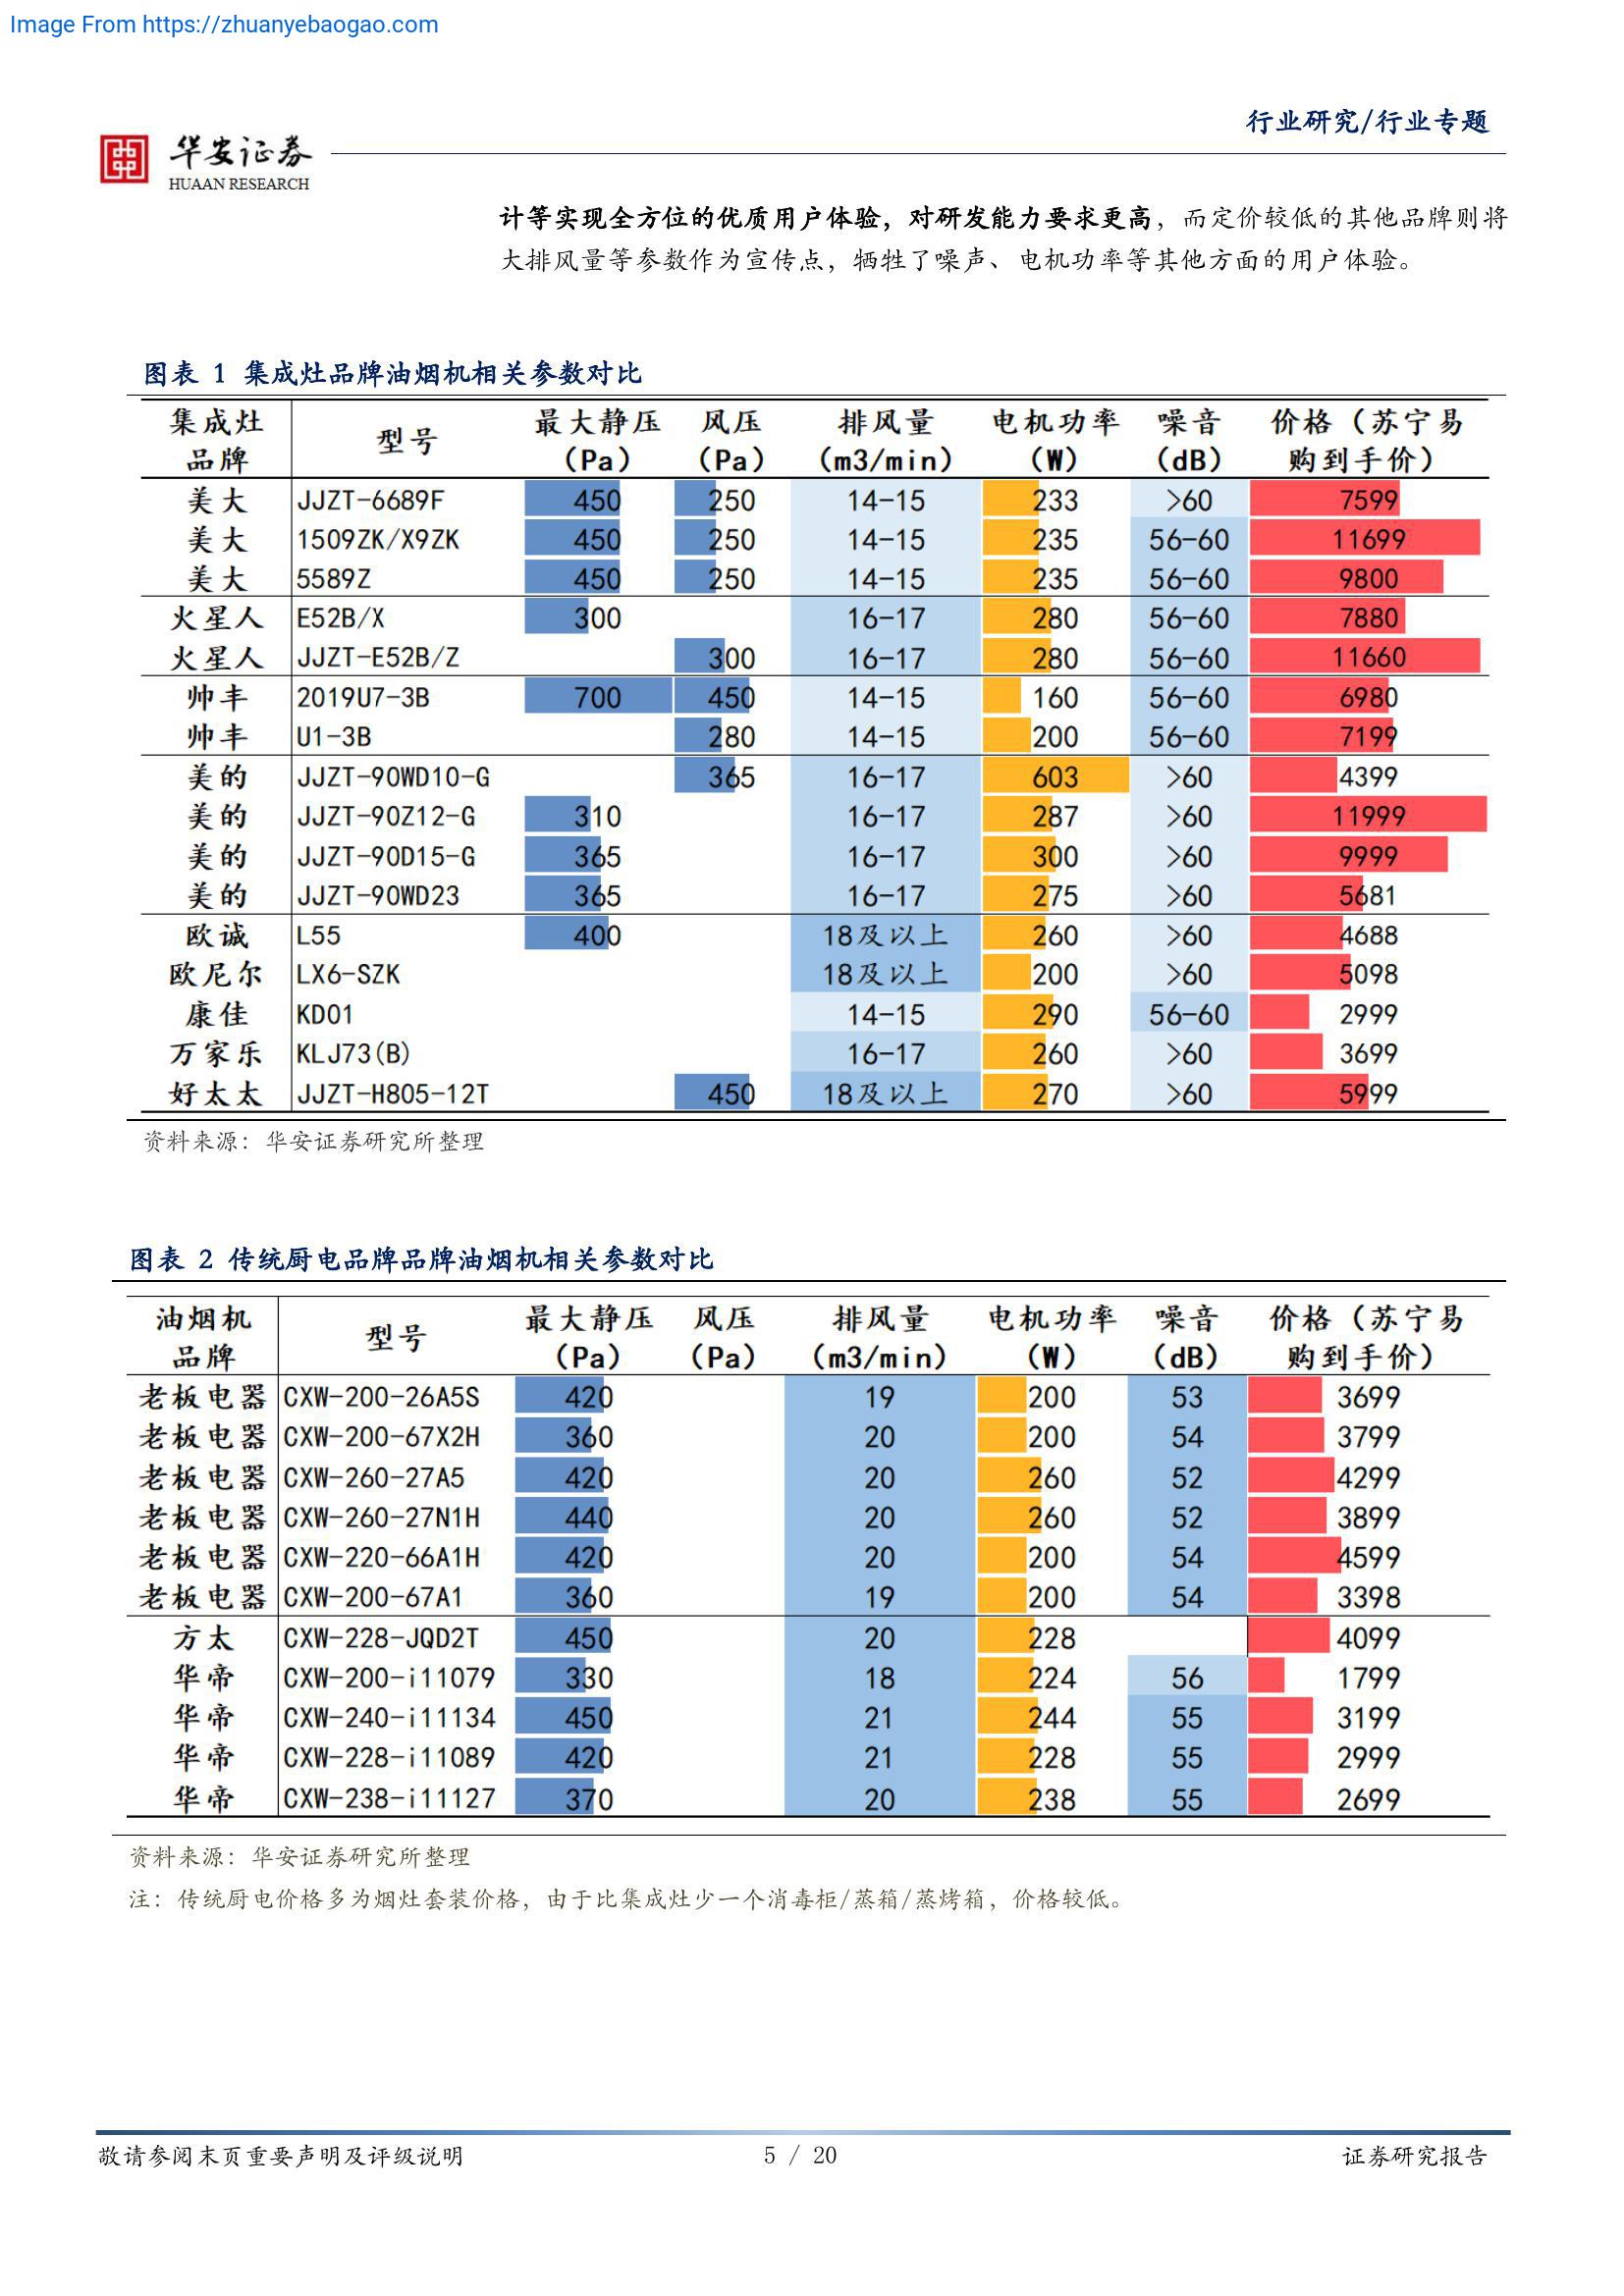 Image From https://zhuanyebaogao.com
行业研究/行业专题
华安证券
HUAAN RESEARCH
计等实现全方位的优质用户体验，对研发能力要求更高，而定价较低的其他品牌则将
大排风量等参数作为宣传点，牺牲了噪声、电机功率等其他方面的用户体验。
图表 1 集成灶品牌油烟机相关参数对比
集成灶 最大静压 风压 排风量 电机功率 噪音 价格（苏宁易
品牌 型号 （Pa） （Pa） （m3/min） （W） （dB） 购到手价）
美大 JJZT-6689F 450 250 14-15 233 >60 7599
美大 1509ZK/X9ZK 450 250 14-15 235 56-60 11699
美大 5589Z 450 250 14-15 235 56-60 9800
火星人 E52B/X 300 16-17 280 56-60 7880
火星人 JJZT-E52B/Z 300 16-17 280 56-60 11660
帅丰 2019U7-3B 700 450 14-15 160 56-60 6980
帅丰 U1-3B 280 14-15 200 56-60 7199
美的 JJZT-90WD10-G 365 16-17 603 >60 4399
美的 JJZT-90Z12-G 310 16-17 287 >60 11999
美的 JJZT-90D15-G 365 16-17 300 >60 9999
美的 JJZT-90WD23 365 16-17 275 >60 5681
欧诚 L55 400 18及以上 260 >60 4688
欧尼尔 LX6-SZK 18及以上 200 >60 5098
康佳 KD01 14-15 290 56-60 2999
万家乐 KLJ73(B) 16-17 260 >60 3699
好太太 JJZT-H805-12T 450 18及以上 270 >60 5999
资料来源：华安证券研究所整理
图表 2 传统厨电品牌品牌油烟机相关参数对比
油烟机 最大静压 风压 排风量 电机功率 噪音 价格（苏宁易
品牌 型号 （Pa） （Pa） （m3/min） （W） （dB） 购到手价）
老板电器 CXW-200-26A5S 420 19 200 53 3699
老板电器 CXW-200-67X2H 360 20 200 54 3799
老板电器 CXW-260-27A5 420 20 260 52 4299
老板电器 CXW-260-27N1H 440 20 260 52 3899
老板电器 CXW-220-66A1H 420 20 200 54 4599
老板电器 CXW-200-67A1 360 19 200 54 3398
方太 CXW-228-JQD2T 450 20 228 4099
华帝 CXW-200-i11079 330 18 224 56 1799
华帝 CXW-240-i11134 450 21 244 55 3199
华帝 CXW-228-i11089 420 21 228 55 2999
华帝 CXW-238-i11127 370 20 238 55 2699
资料来源：华安证券研究所整理
注：传统厨电价格多为烟灶套装价格，由于比集成灶少一个消毒柜/蒸箱/蒸烤箱，价格较低。
敬请参阅末页重要声明及评级说明 5 / 20 证券研究报告